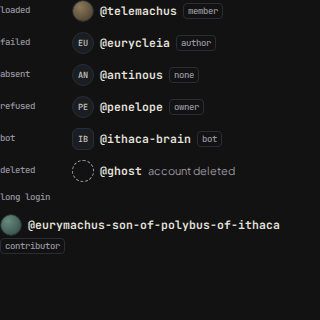 loaded @telemachus member
failed EU @eurycleia author
absent AN @antinous none
refused PE @penelope owner
bot IB @ithaca-brain bot
deleted @ghost account deleted
long login
@eurymachus-son-of-polybus-of-ithaca
contributor